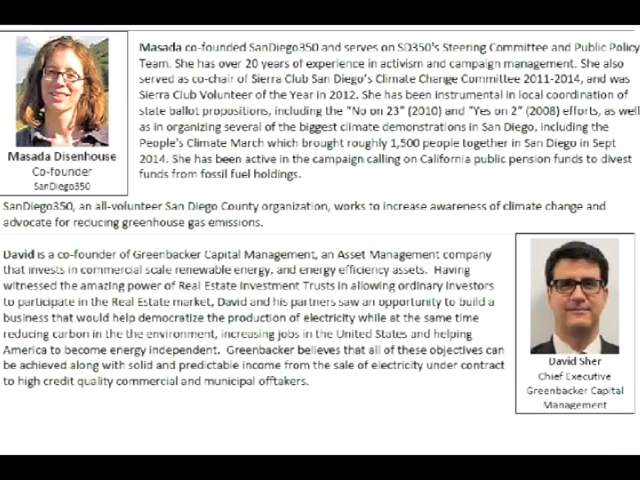 Masada co-founded SanDiego350 and serves on SD350's Steering Committee and Public Policy
Team. She has over 20 years of experience in activism and campaign management. She also
served as co-chair of Sierra Club San Diego's Climate Change Committee 2011-2014, and was
Sierra Club Volunteer of the Year in 2012. She has been instrumental in local coordination of
state ballot propositions, including the "No on 23" (2010) and "Yes on 2" (2008) efforts, as well
as in organizing several of the biggest climate demonstrations in San Diego, including the
People's Climate March which brought roughly 1,500 people together in San Diego in Sept
2014. She has been active in the campaign calling on California public pension funds to divest
funds from fossil fuel holdings.
Masada Disenhouse
Co-founder
SanDiego350
SanDiego350, an all-volunteer San Diego County organization, works to increase awareness of climate change and
advocate for reducing greenhouse gas emissions.
David is a co-founder of Greenbacker Capital Management, an Asset Management company
that invests in commercial scale renewable energy, and energy efficiency assets. Having
witnessed the amazing power of Real Estate Investment Trusts in allowing ordinary investors
to participate in the Real Estate market, David and his partners saw an opportunity to build a
business that would help democratize the production of electricity while at the same time
reducing carbon in the the environment, increasing jobs in the United States and helping
America to become energy independent. Greenbacker believes that all of these objectives can
be achieved along with solid and predictable income from the sale of electricity under contract
to high credit quality commercial and municipal offtakers.
David Sher
Chief Executive
Greenbacker Capital
Management